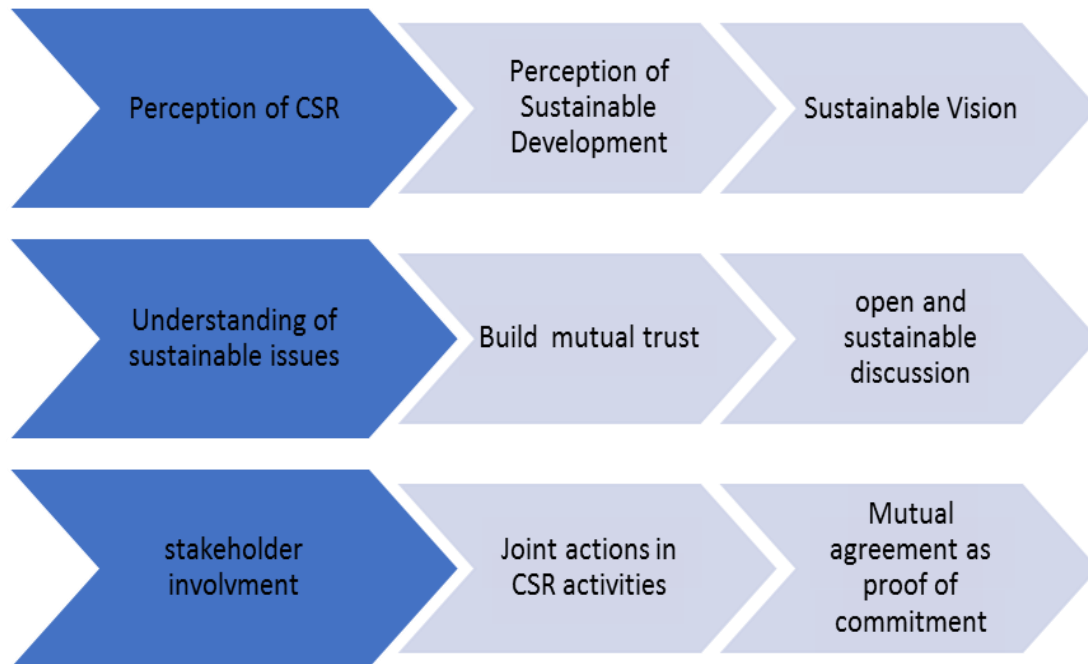 Perception of CSR
Perception of
Sustainable
Development
Sustainable Vision
Understanding of
sustainable issues
Build mutual trust
open and
sustainable
discussion
stakeholder
involvment
Joint actions in
CSR activities
Mutual
agreement as
proof of
commitment